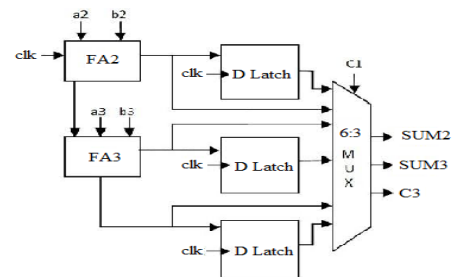 a2 b2
clk FA2
clk D Latch
C1
a3 b3
FA3
clk D Latch
6:3
M
U
X
SUM2
SUM3
C3
clk D Latch